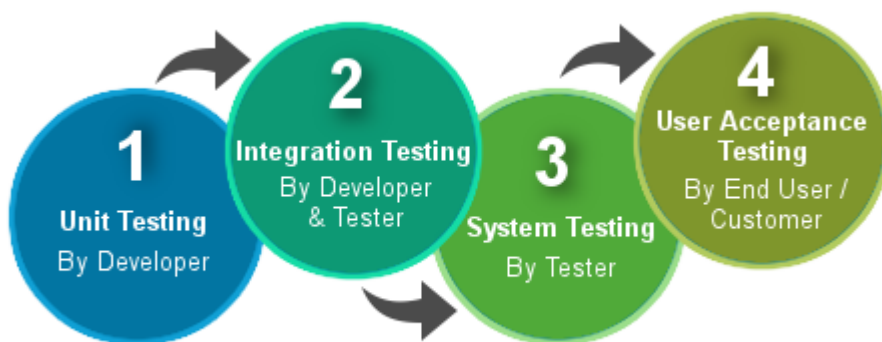 1
Unit Testing
By Developer
2
Integration Testing
By Developer
& Tester
3
System Testing
By Tester
4
User Acceptance
Testing
By End User /
Customer